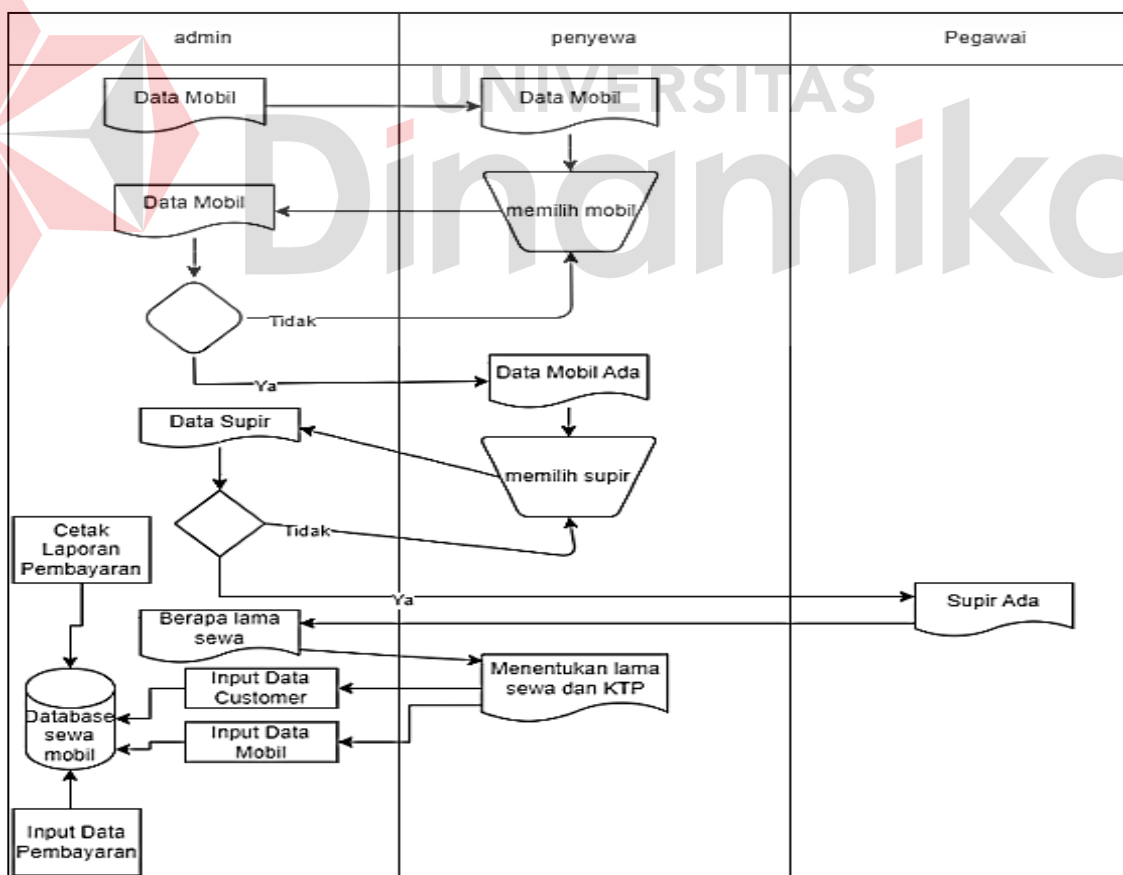 admin
penyewa
Pegawai
UNIVERSITAS
Dinamika
Data Mobil
Data Mobil
Data Mobil
memilih mobil
Tidak
Data Mobil Ada
Ya
Data Supir
memilih supir
Tidak
Cetak
Laporan
Pembayaran
Ya
Supir Ada
Berapa lama
sewa
Menentukan lama
sewa dan KTP
Input Data
Customer
Database
sewa
mobil
Input Data
Mobil
Input Data
Pembayaran